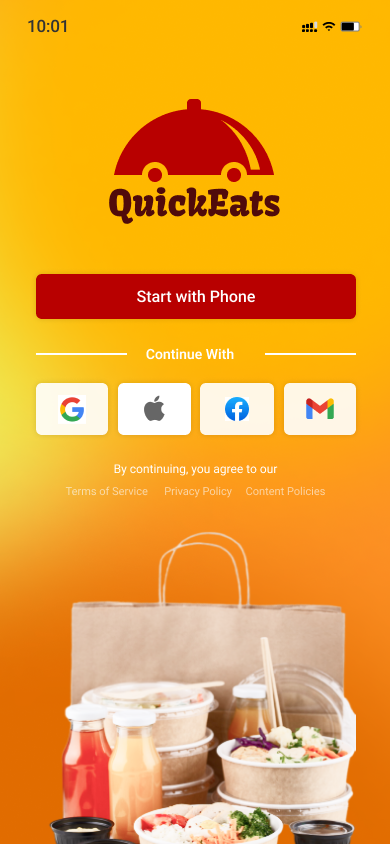 10:01
QuickEats
Start with Phone
Continue With
By continuing, you agree to our
Terms of Service Privacy Policy Content Policies